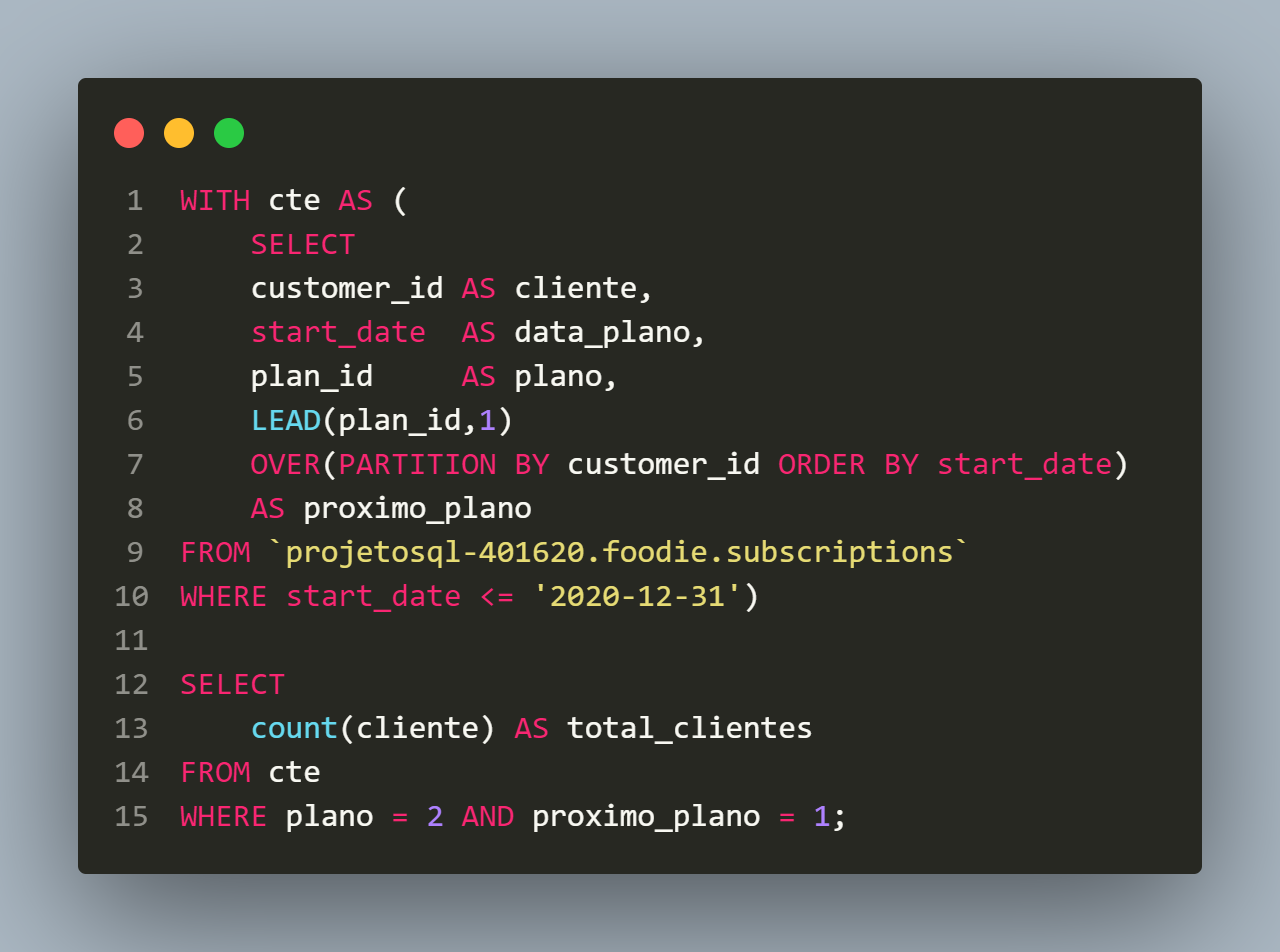 1 WITH cte AS (
2     SELECT
3     customer_id AS cliente,
4     start_date  AS data_plano,
5     plan_id     AS plano,
6     LEAD(plan_id,1)
7     OVER(PARTITION BY customer_id ORDER BY start_date)
8     AS proximo_plano
9 FROM `projetosql-401620.foodie.subscriptions`
10 WHERE start_date <= '2020-12-31')
11
12 SELECT
13     count(cliente) AS total_clientes
14 FROM cte
15 WHERE plano = 2 AND proximo_plano = 1;